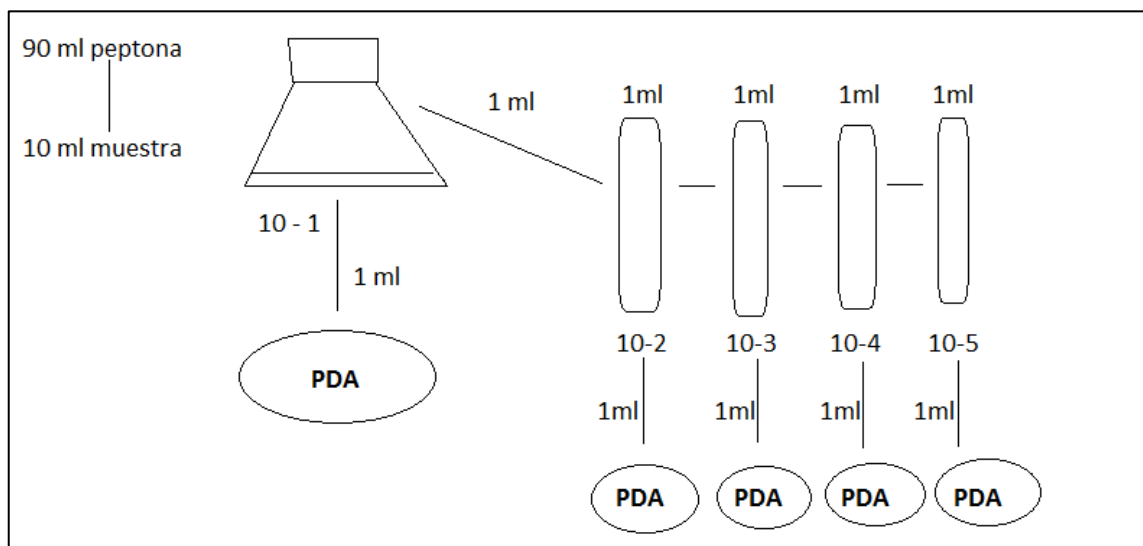 90 ml peptona
10 ml muestra
10 - 1
1 ml
PDA
1 ml
1ml 1ml 1ml 1ml
10-2 10-3 10-4 10-5
1ml 1ml 1ml 1ml
PDA PDA PDA PDA